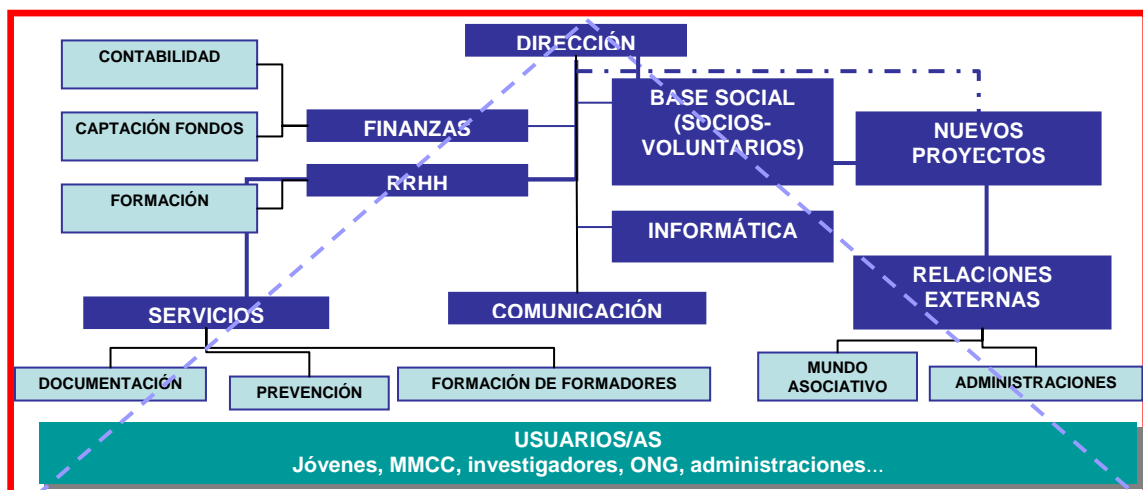 DIRECCIÓN
CONTABILIDAD
CAPTACIÓN FONDOS
FORMACIÓN
FINANZAS
RRHH
BASE SOCIAL
(SOCIOS-
VOLUNTARIOS)
NUEVOS
PROYECTOS
INFORMÁTICA
RELACIONES
EXTERNAS
SERVICIOS
COMUNICACIÓN
DOCUMENTACIÓN
PREVENCIÓN
FORMACIÓN DE FORMADORES
MUNDO
ASOCIATIVO
ADMINISTRACIONES
USUARIOS/AS
Jóvenes, MMCC, investigadores, ONG, administraciones...